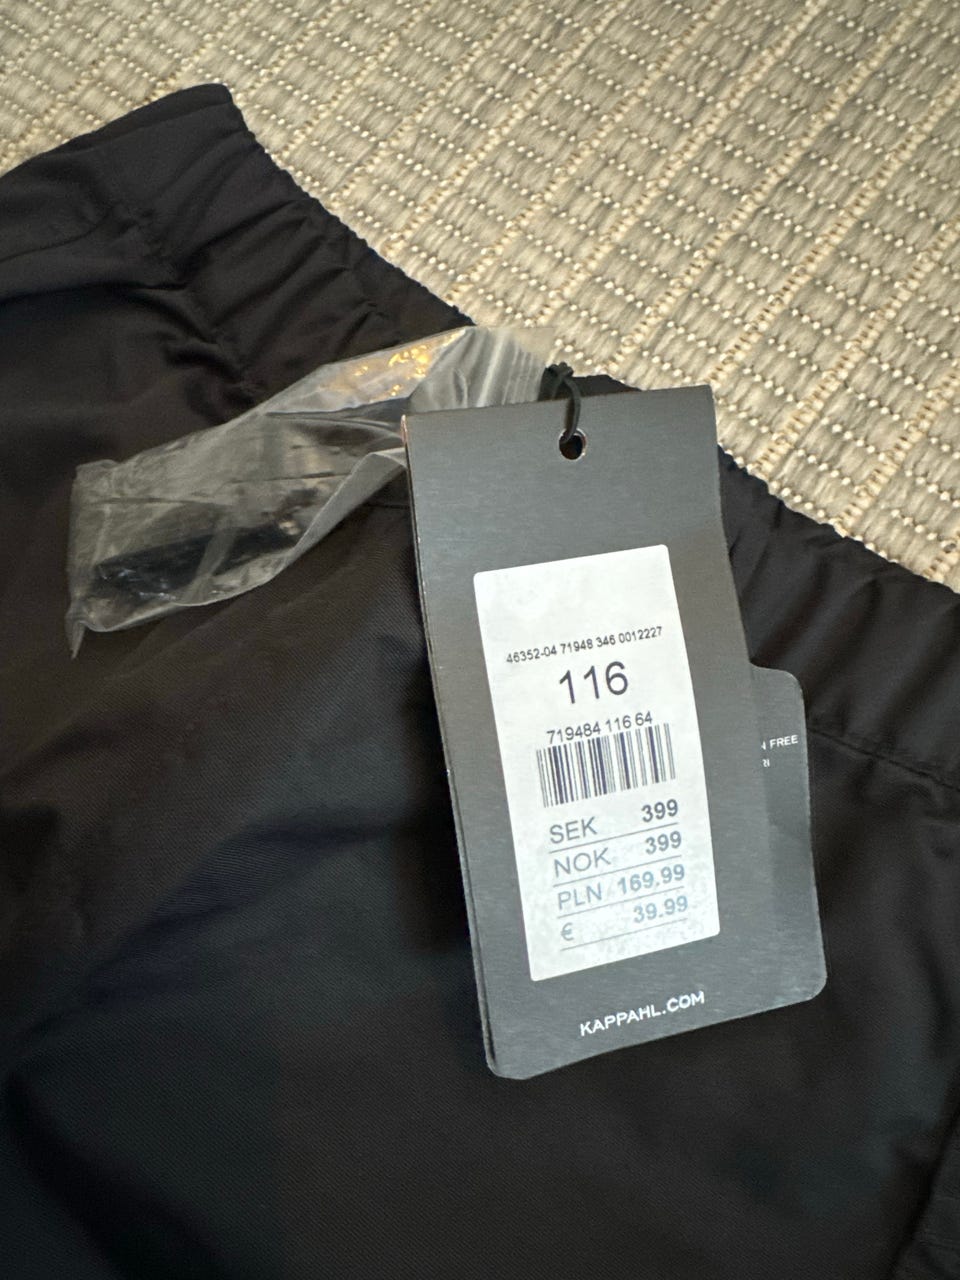 46352-04 71948 346 0012227
116
719484 116 64
SEK 399
NOK 399
PLN 169.99
€ 39.99
KAPPAHL.COM
FREE